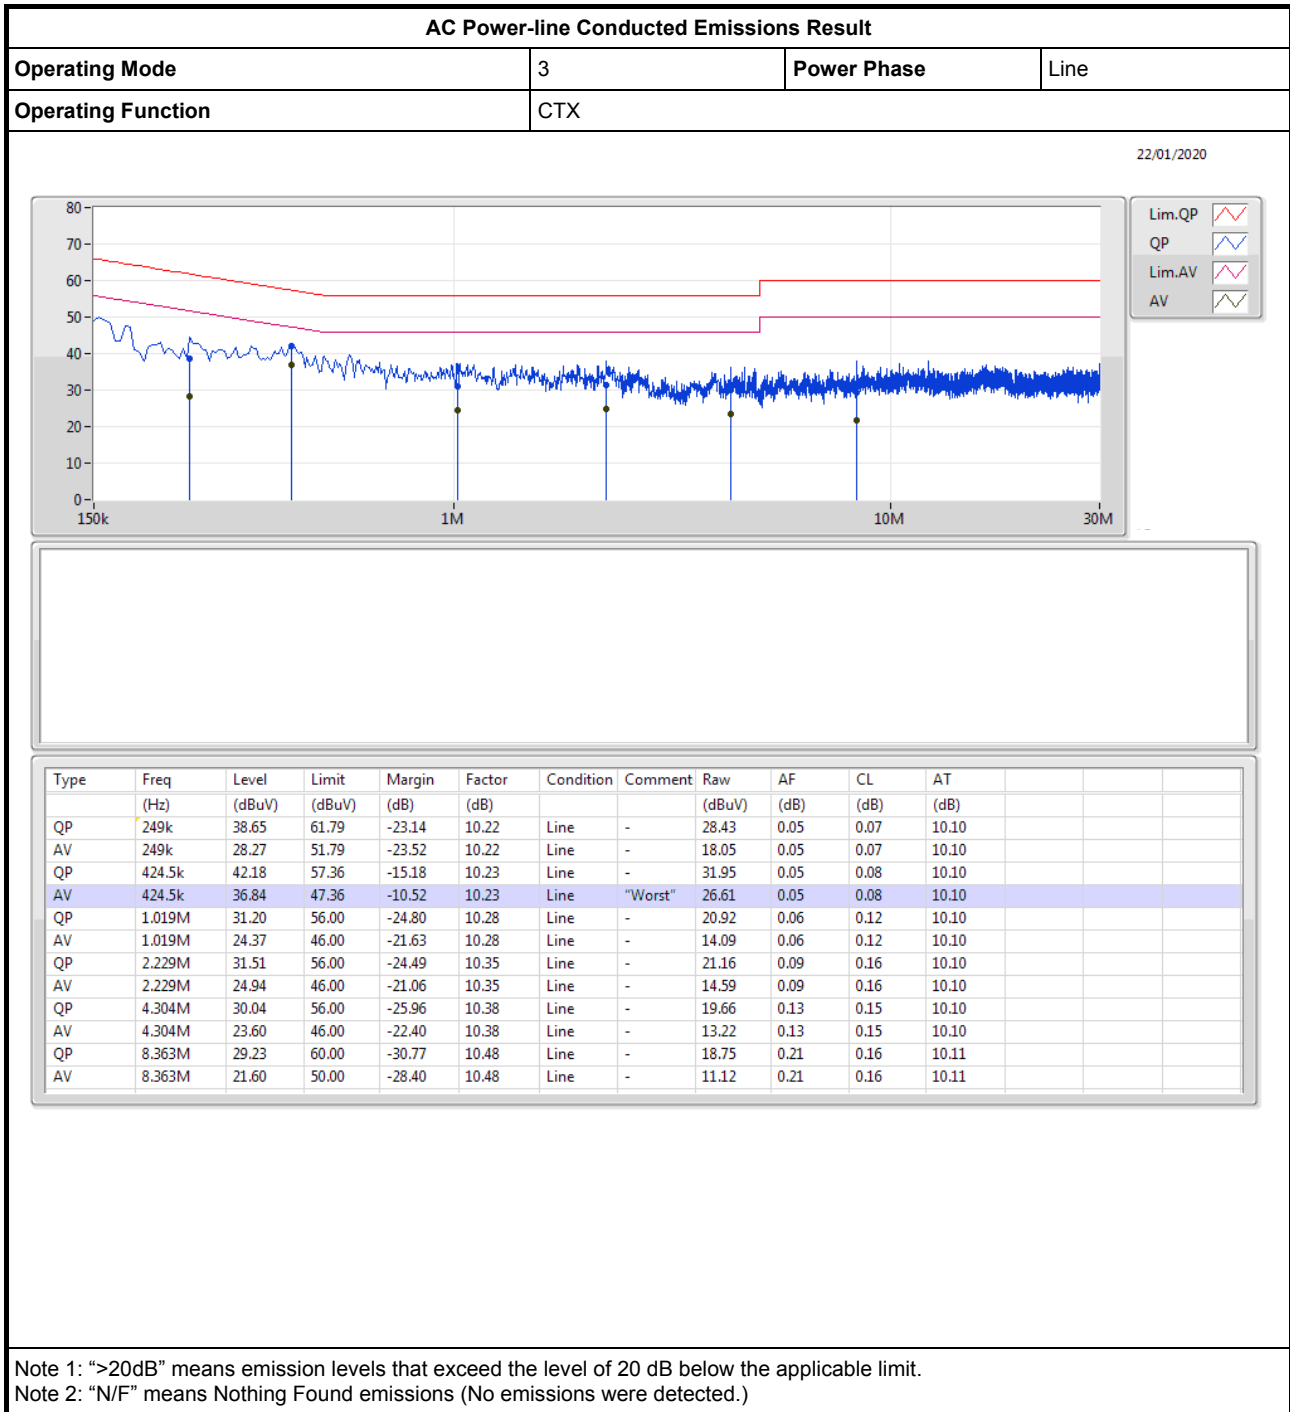 AC Power-line Conducted Emissions Result
Operating Mode 3 Power Phase Line
Operating Function CTX
22/01/2020
80
70
60
50
40
30
20
10
0
150k 1M 10M 30M
Lim.QP
QP
Lim.AV
AV
Type Freq Level Limit Margin Factor Condition Comment Raw AF CL AT
(Hz) (dBuV) (dBuV) (dB) (dB) (dBuV) (dB) (dB) (dB)
QP 249k 38.65 61.79 -23.14 10.22 Line - 28.43 0.05 0.07 10.10
AV 249k 28.27 51.79 -23.52 10.22 Line - 18.05 0.05 0.07 10.10
QP 424.5k 42.18 57.36 -15.18 10.23 Line - 31.95 0.05 0.08 10.10
AV 424.5k 36.84 47.36 -10.52 10.23 Line "Worst" 26.61 0.05 0.08 10.10
QP 1.019M 31.20 56.00 -24.80 10.28 Line - 20.92 0.06 0.12 10.10
AV 1.019M 24.37 46.00 -21.63 10.28 Line - 14.09 0.06 0.12 10.10
QP 2.229M 31.51 56.00 -24.49 10.35 Line - 21.16 0.09 0.16 10.10
AV 2.229M 24.94 46.00 -21.06 10.35 Line - 14.59 0.09 0.16 10.10
QP 4.304M 30.04 56.00 -25.96 10.38 Line - 19.66 0.13 0.15 10.10
AV 4.304M 23.60 46.00 -22.40 10.38 Line - 13.22 0.13 0.15 10.10
QP 8.363M 29.23 60.00 -30.77 10.48 Line - 18.75 0.21 0.16 10.11
AV 8.363M 21.60 50.00 -28.40 10.48 Line - 11.12 0.21 0.16 10.11
Note 1: “>20dB” means emission levels that exceed the level of 20 dB below the applicable limit.
Note 2: “N/F” means Nothing Found emissions (No emissions were detected.)